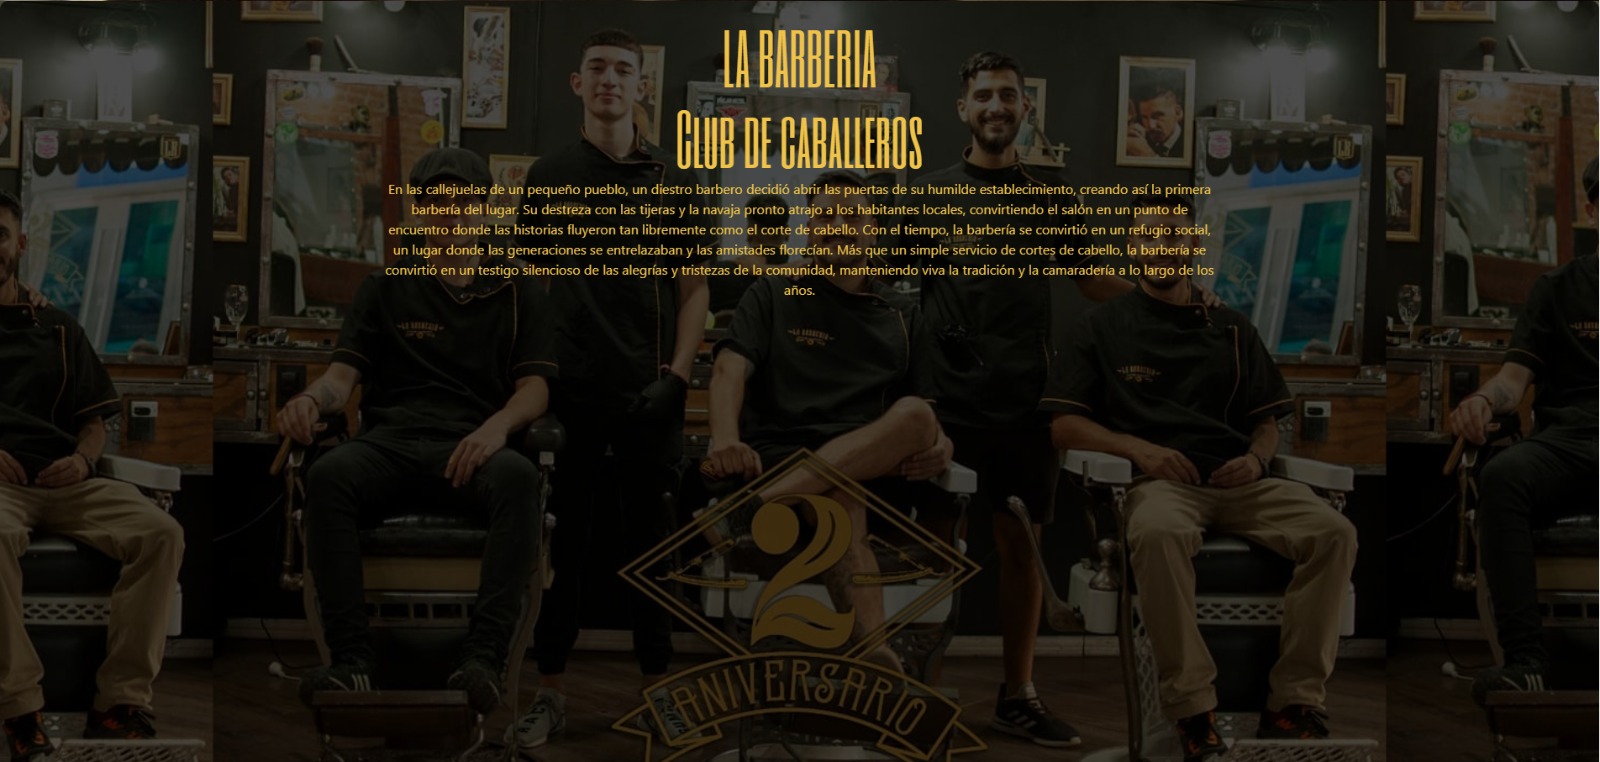 LA BARBERIA
CLUB DE CABALLEROS
En las callejuelas de un pequeño pueblo, un diestro barbero decidió abrir las puertas de su humilde establecimiento, creando así la primera
barbería del lugar. Su destreza con las tijeras y la navaja pronto atrajo a los habitantes locales, convirtiendo el salón en un punto de
encuentro donde las historias fluyeron tan libremente como el corte de cabello. Con el tiempo, la barbería se convirtió en un refugio social,
un lugar donde las generaciones se entrelazaban y las amistades florecían. Más que un simple servicio de cortes de cabello, la barbería se
convirtió en un testigo silencioso de las alegrías y tristezas de la comunidad, manteniendo viva la tradición y la camaradería a lo largo de los
años.
LA BARBERIA
LA BARBERIA
LA BARBERIA
2
ANIVERSARIO